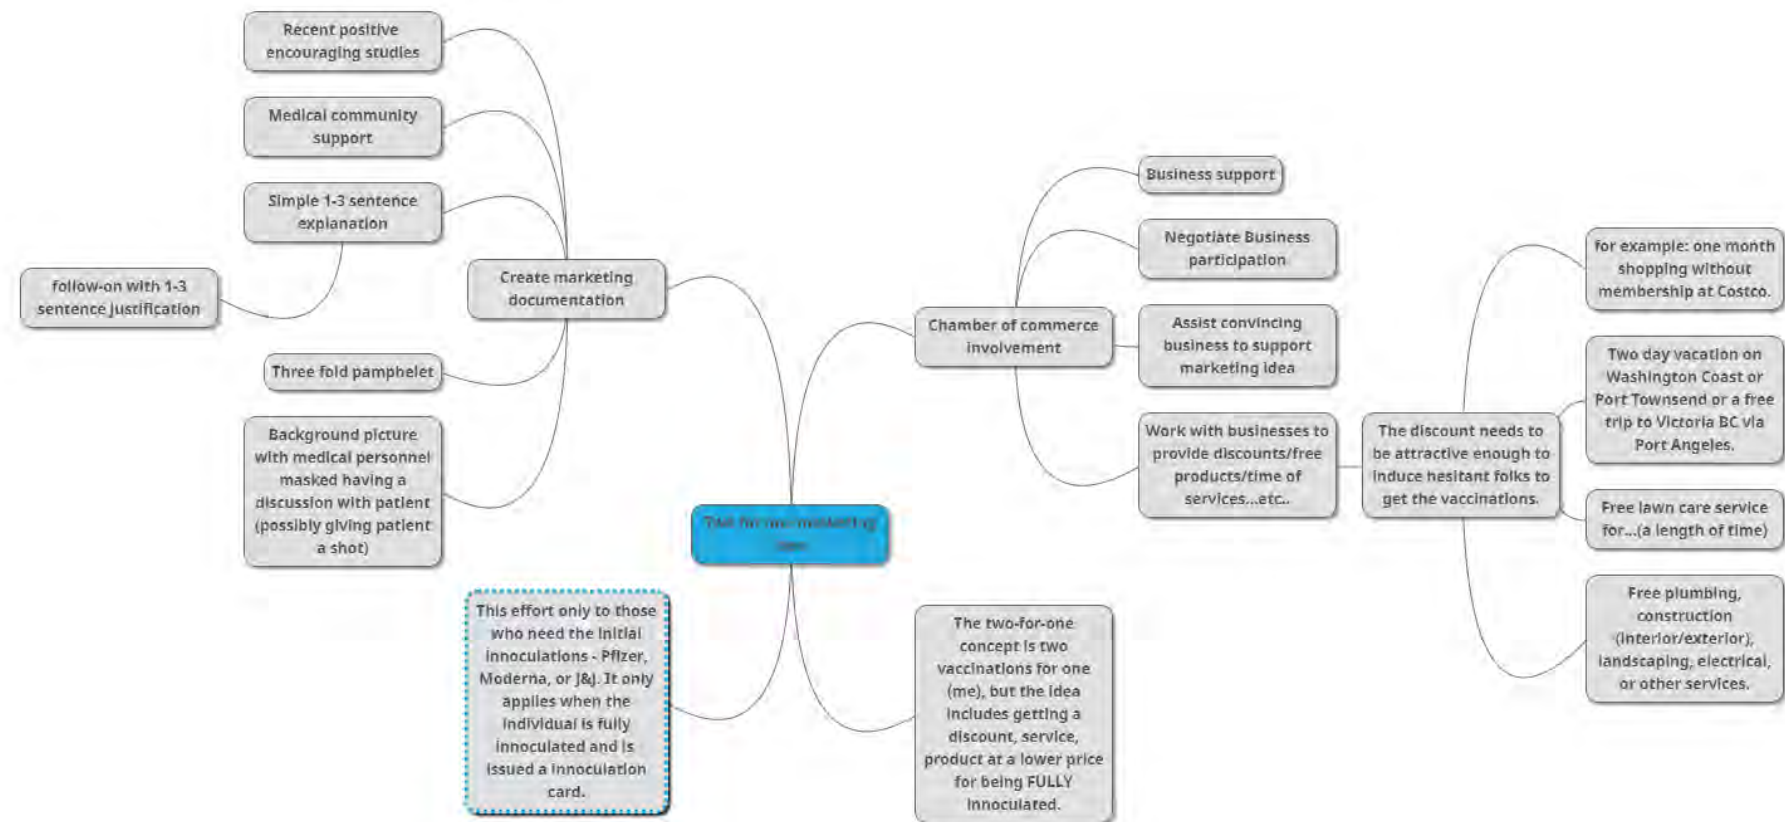 Recent positive
encouraging studies
Medical community
support
Simple 1-3 sentence
explanation
follow-on with 1-3
sentence justification
Create marketing
documentation
Three fold pamphelet
Background picture
with medical personnel
masked having a
discussion with patient
(possibly giving patient
a shot)
Two for one marketing
This effort only to those
who need the initial
innoculations - Pfizer,
Moderna, or J&J. It only
applies when the
individual is fully
innoculated and is
issued a innoculation
card.
The two-for-one
concept is two
vaccinations for one
(me), but the idea
includes getting a
discount, service,
product at a lower price
for being FULLY
innoculated.
Chamber of commerce
involvement
Business support
Negotiate Business
participation
Assist convincing
business to support
marketing idea
Work with businesses to
provide discounts/free
products/time of
services...etc..
The discount needs to
be attractive enough to
induce hesitant folks to
get the vaccinations.
for example: one month
shopping without
membership at Costco.
Two day vacation on
Washington Coast or
Port Townsend or a free
trip to Victoria BC via
Port Angeles.
Free lawn care service
for...(a length of time)
Free plumbing,
construction
(interior/exterior),
landscaping, electrical,
or other services.